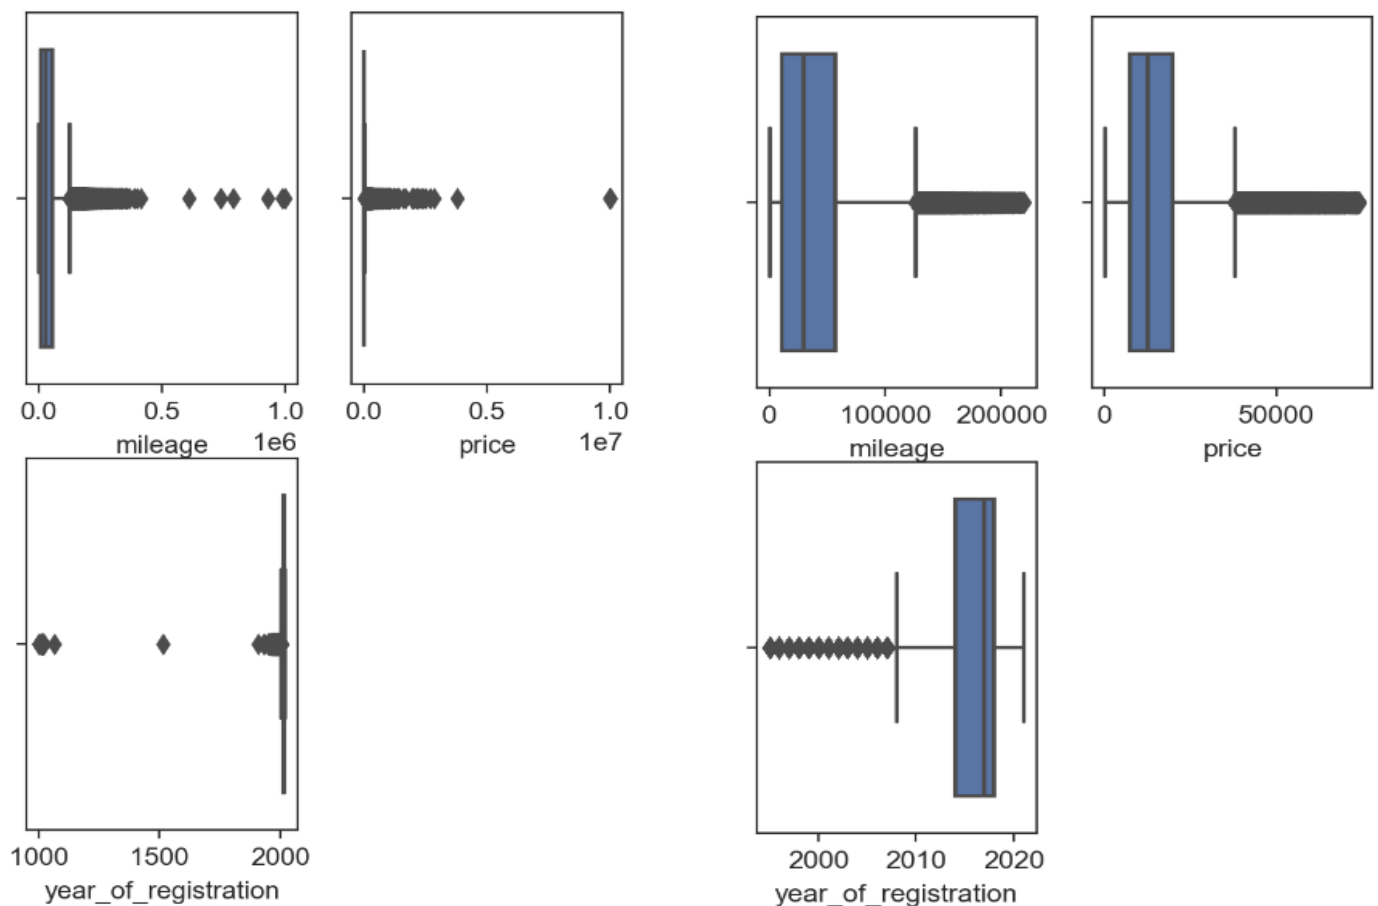 0.0 0.5 1.0 0.0 0.5 1.0
mileage 1e6 price 1e7
0 100000 200000 0 50000
mileage price
1000 1500 2000
year_of_registration
2000 2010 2020
year_of_registration